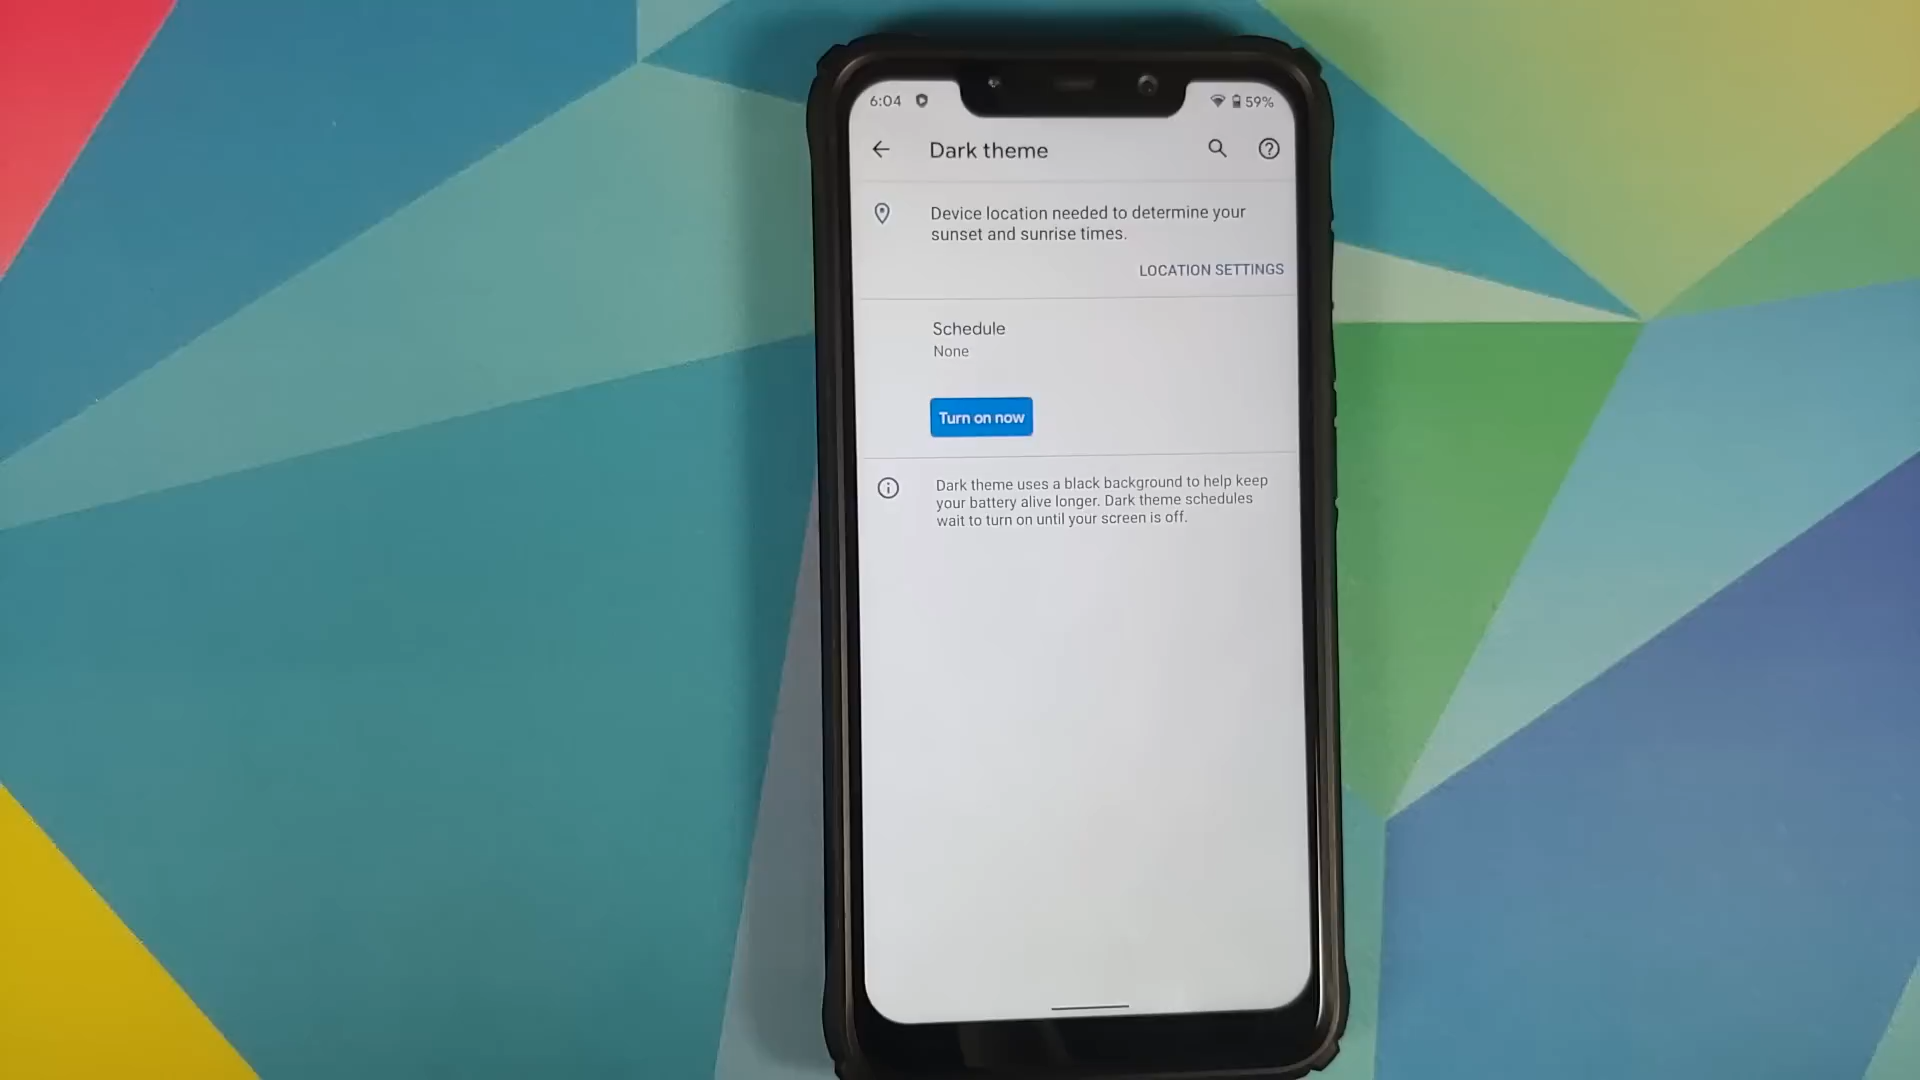 6:04
59%
Dark theme
Device location needed to determine your
sunset and sunrise times.
LOCATION SETTINGS
Schedule
None
Turn on now
Dark theme uses a black background to help keep
your battery alive longer. Dark theme schedules
wait to turn on until your screen is off.